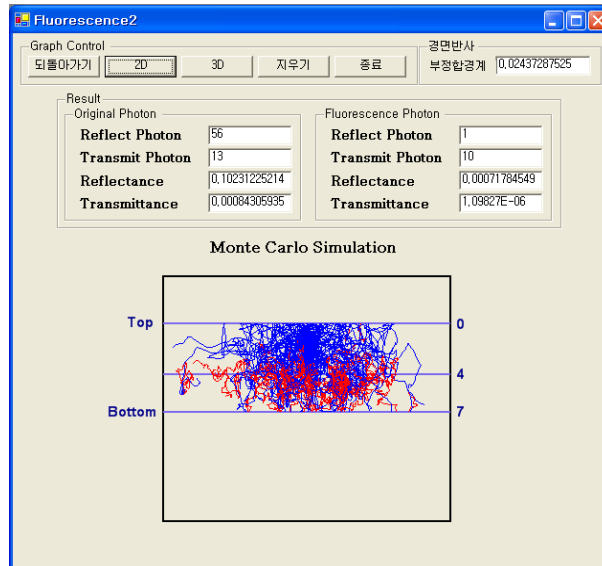 Fluorescence2
Graph Control
되돌아가기 2D 3D 지우기 종료
경면반사
부정합경계 0,02437287525
Result
Original Photon
Reflect Photon 56
Transmit Photon 13
Reflectance 0,10231225214
Transmittance 0,00084305935
Fluorescence Photon
Reflect Photon 1
Transmit Photon 10
Reflectance 0,00071784549
Transmittance 1,09827E-06
Monte Carlo Simulation
Top 0
4
Bottom 7